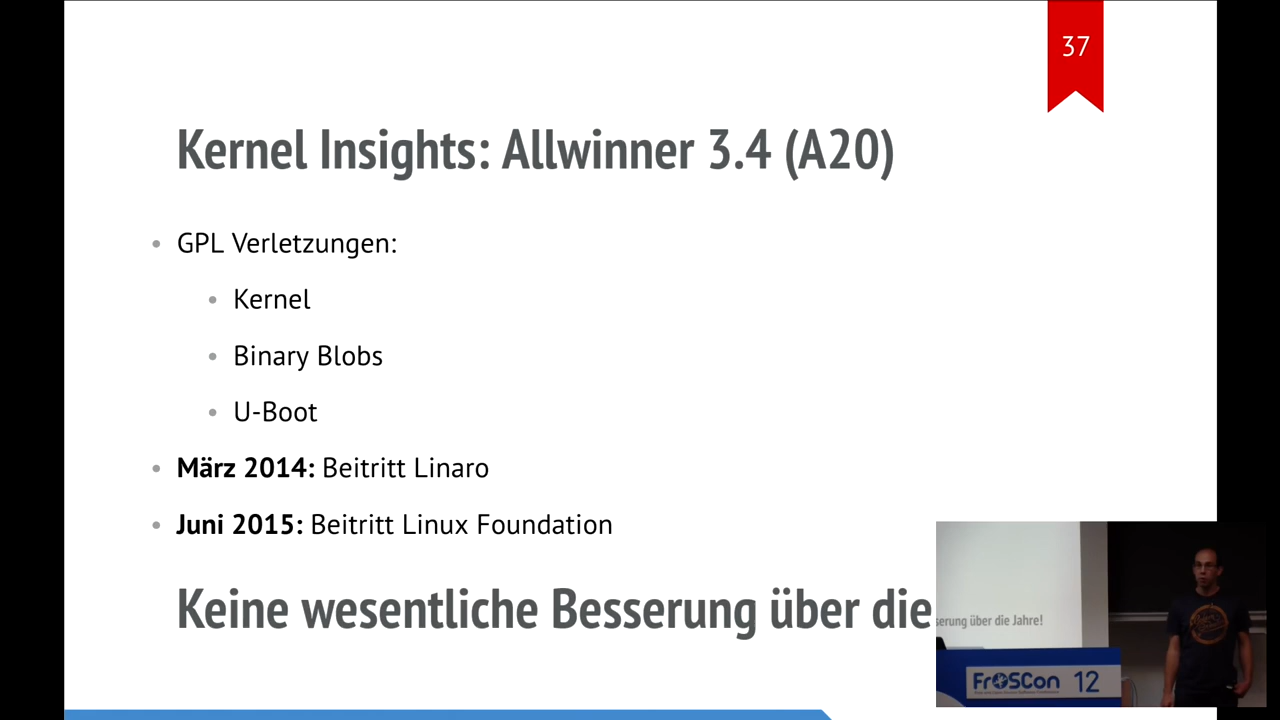 37
Kernel Insights: Allwinner 3.4 (A20)
• GPL Verletzungen:
• Kernel
• Binary Blobs
• U-Boot
• März 2014: Beitritt Linaro
• Juni 2015: Beitritt Linux Foundation
Keine wesentliche Besserung über die
serung über die Jahre!
FrOSCon 12